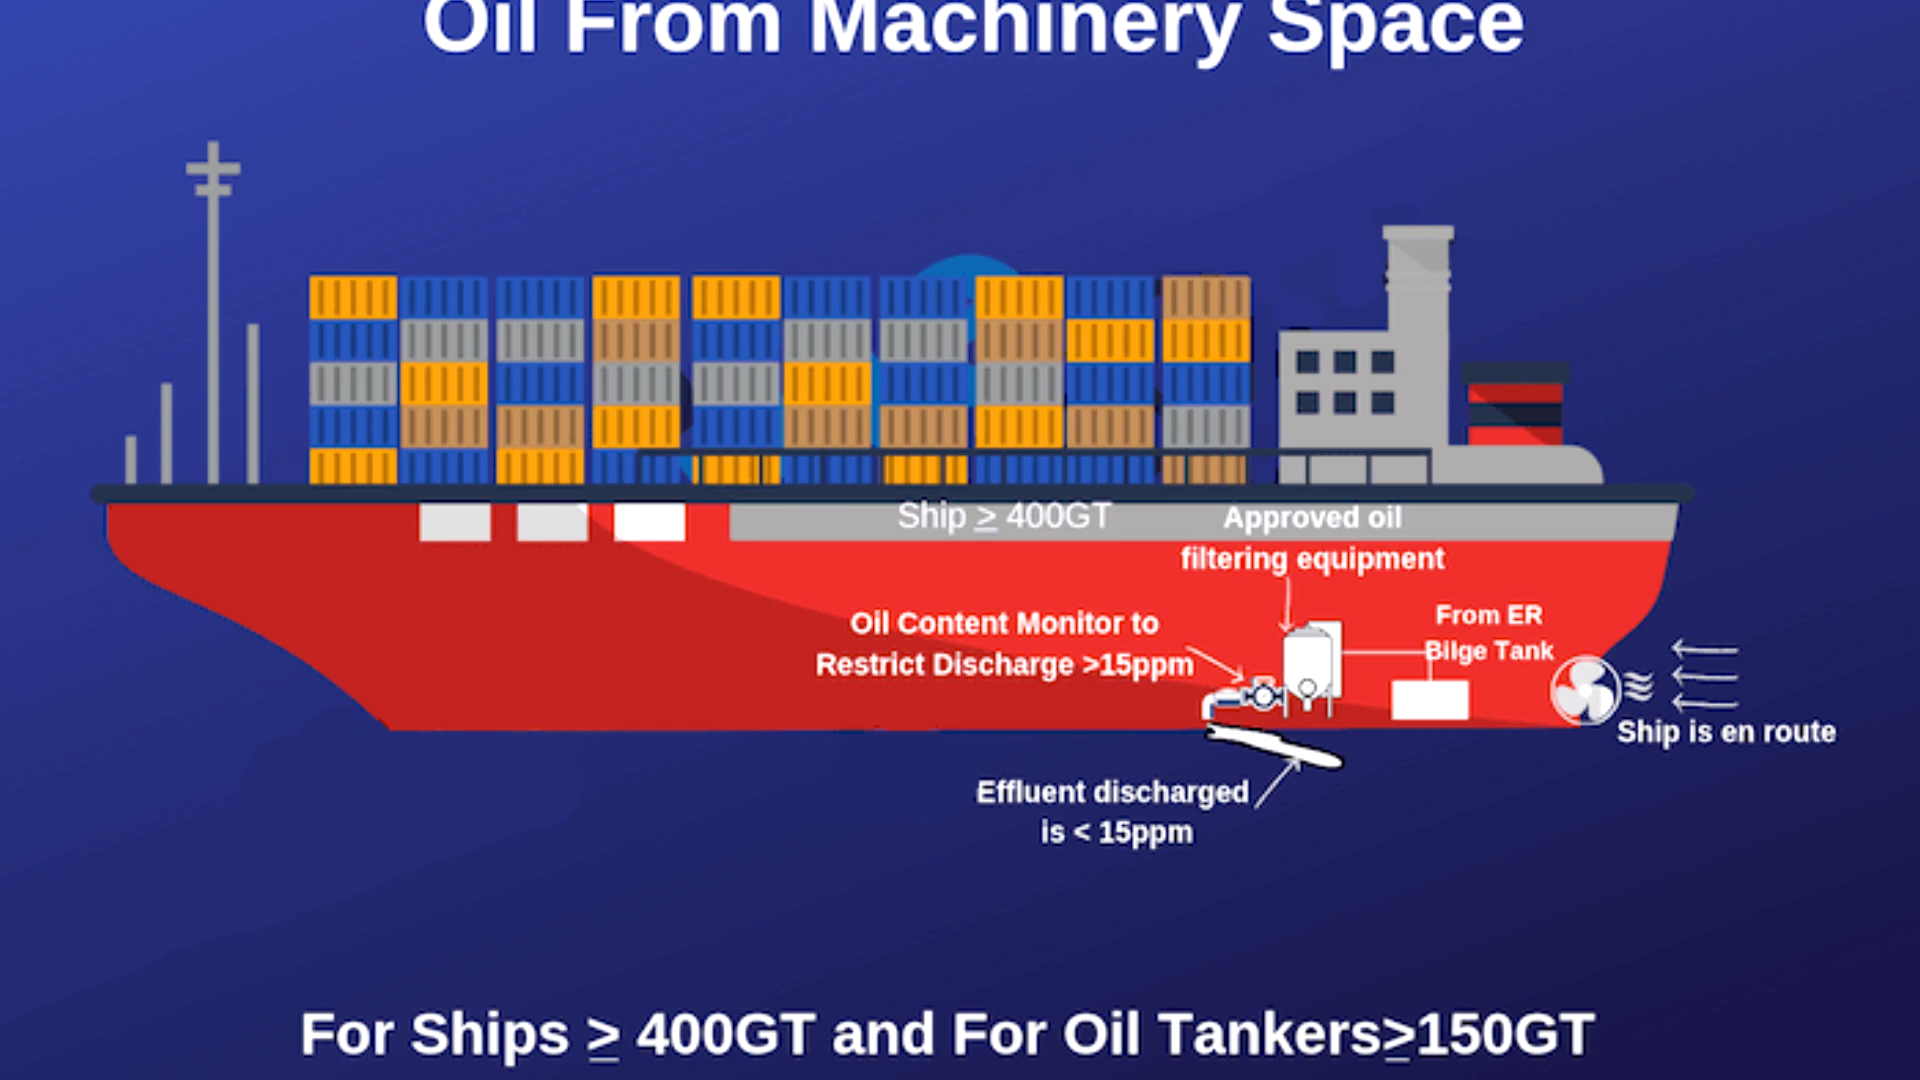 Oil From Machinery Space
Ship ≥ 400GT
Approved oil
filtering equipment
Oil Content Monitor to
Restrict Discharge >15ppm
From ER
Bilge Tank
Ship is en route
Effluent discharged
is < 15ppm
For Ships ≥ 400GT and For Oil Tankers≥150GT